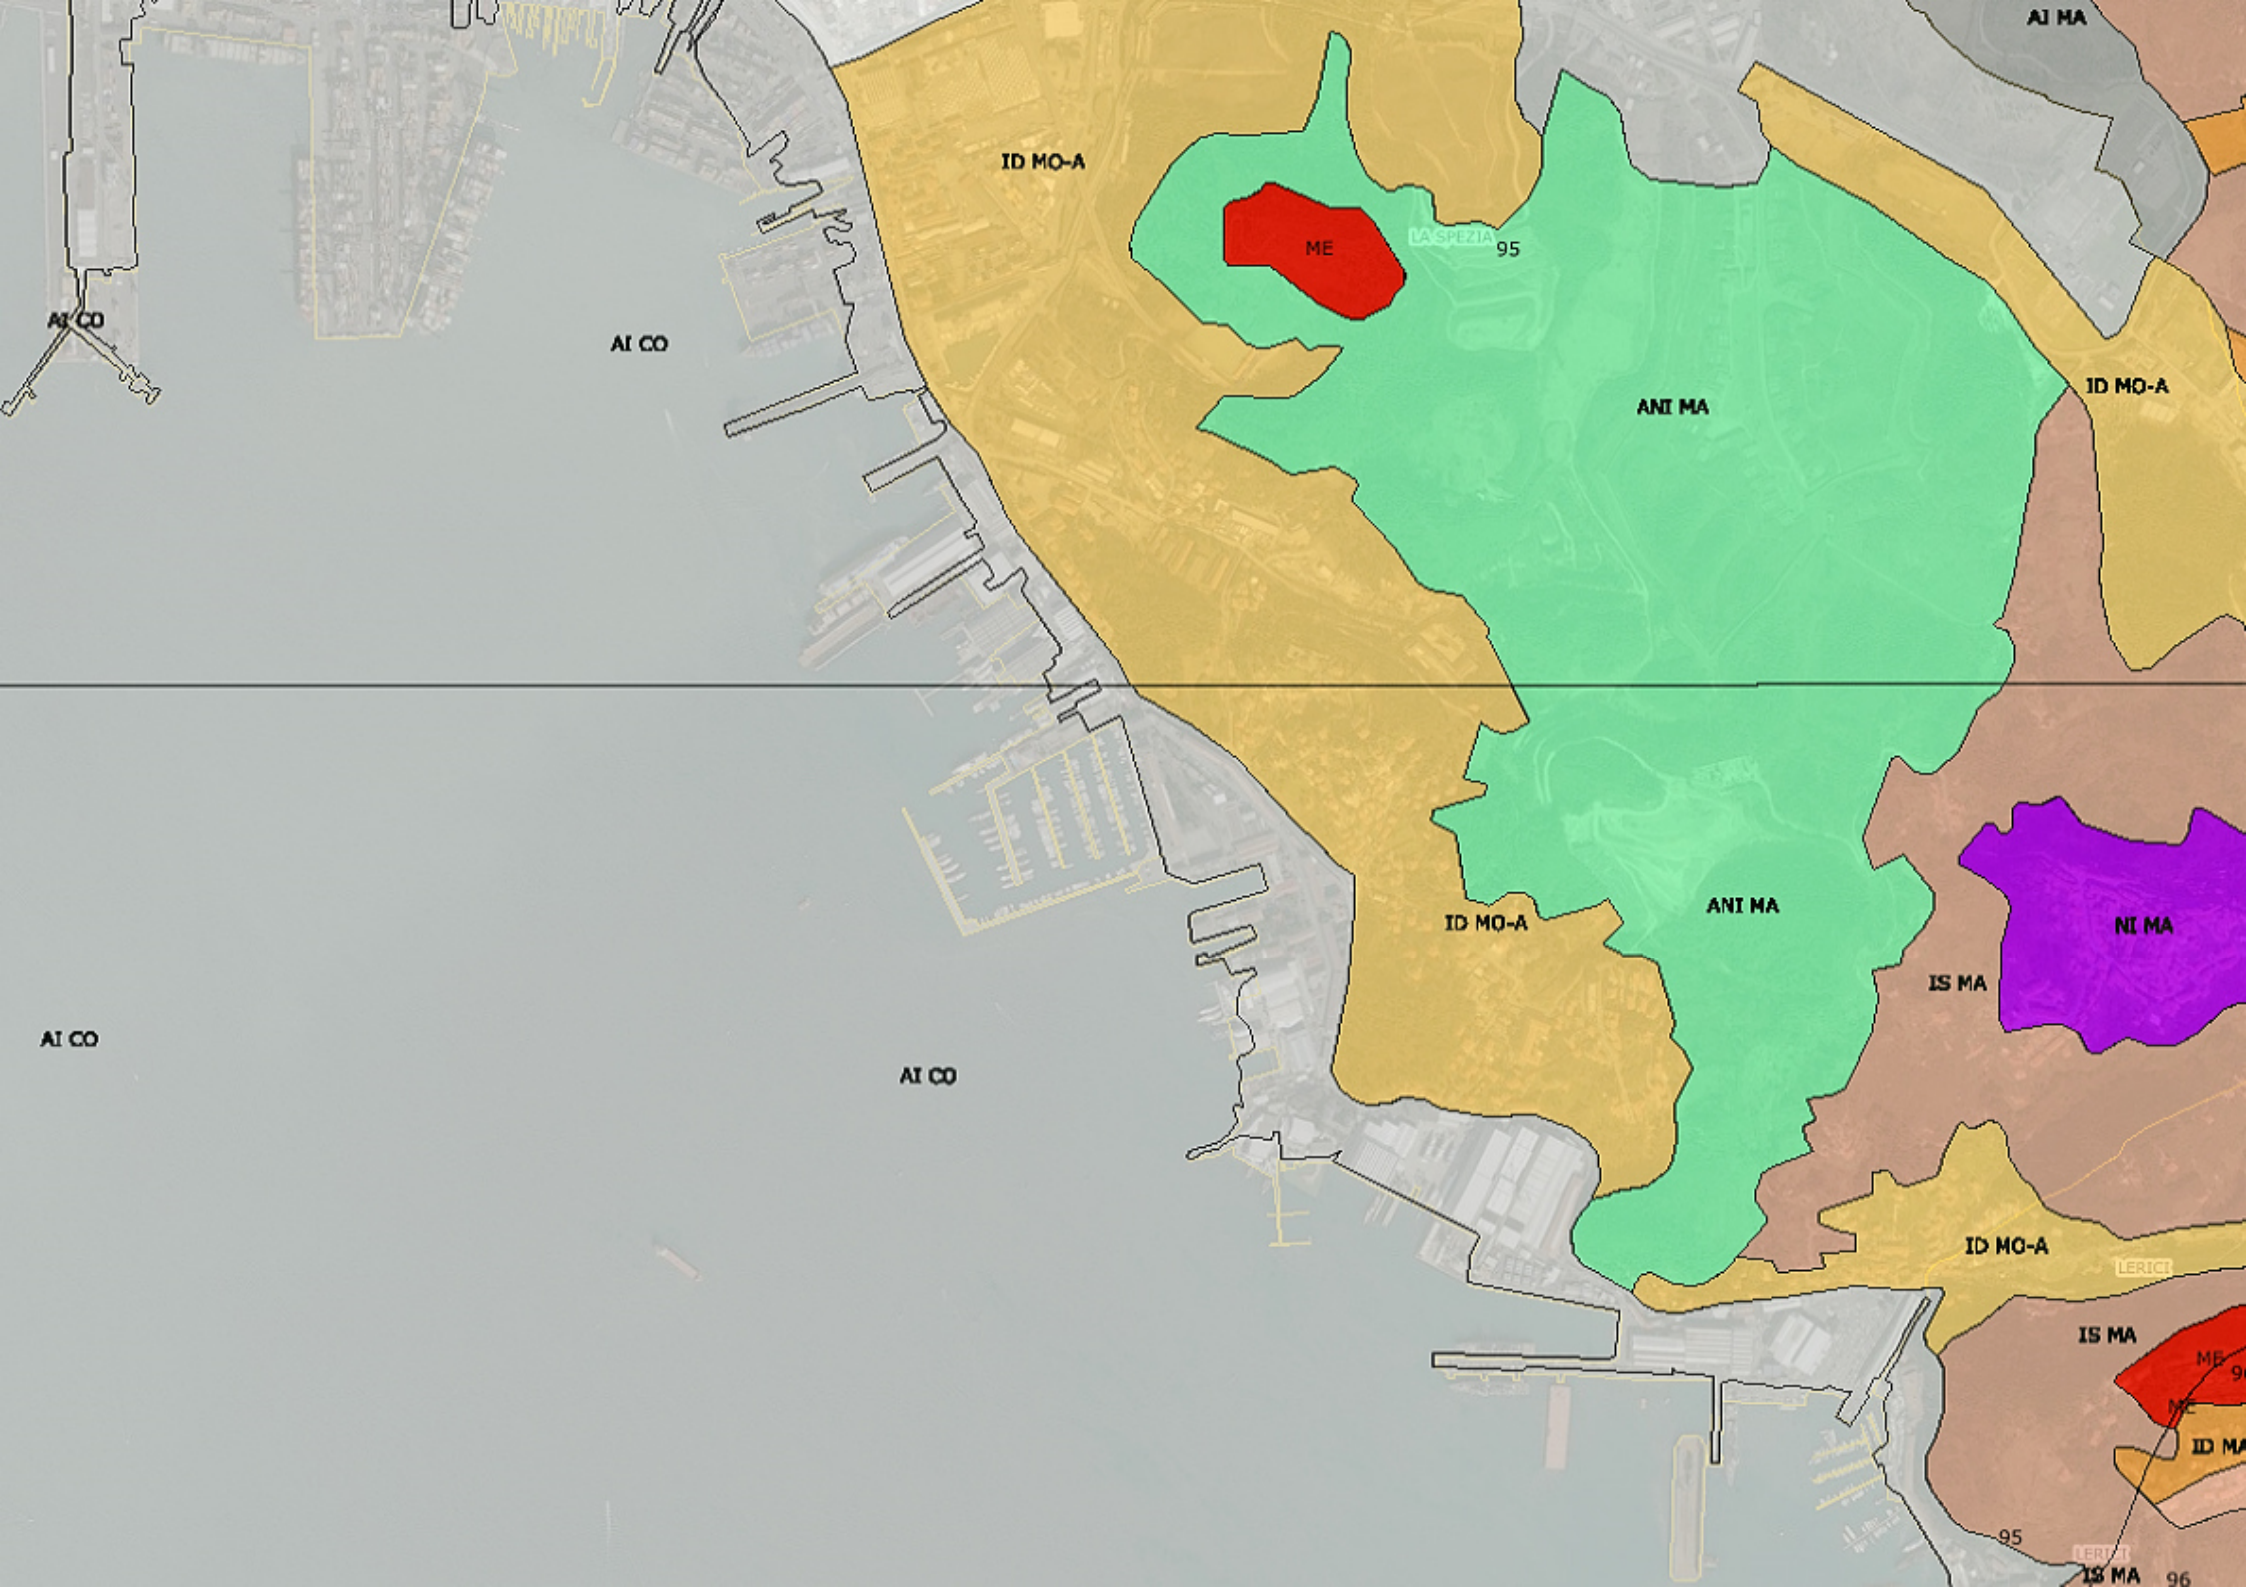 AI MA
ID MO-A
LA SPEZIA
ME
95
AI CO
AI CO
ID MO-A
ANI MA
ANI MA
ID MO-A
NI MA
IS MA
AI CO
AI CO
ID MO-A
LERICI
IS MA
ME
96
ME
ID MA
95
LERICI
IS MA
96